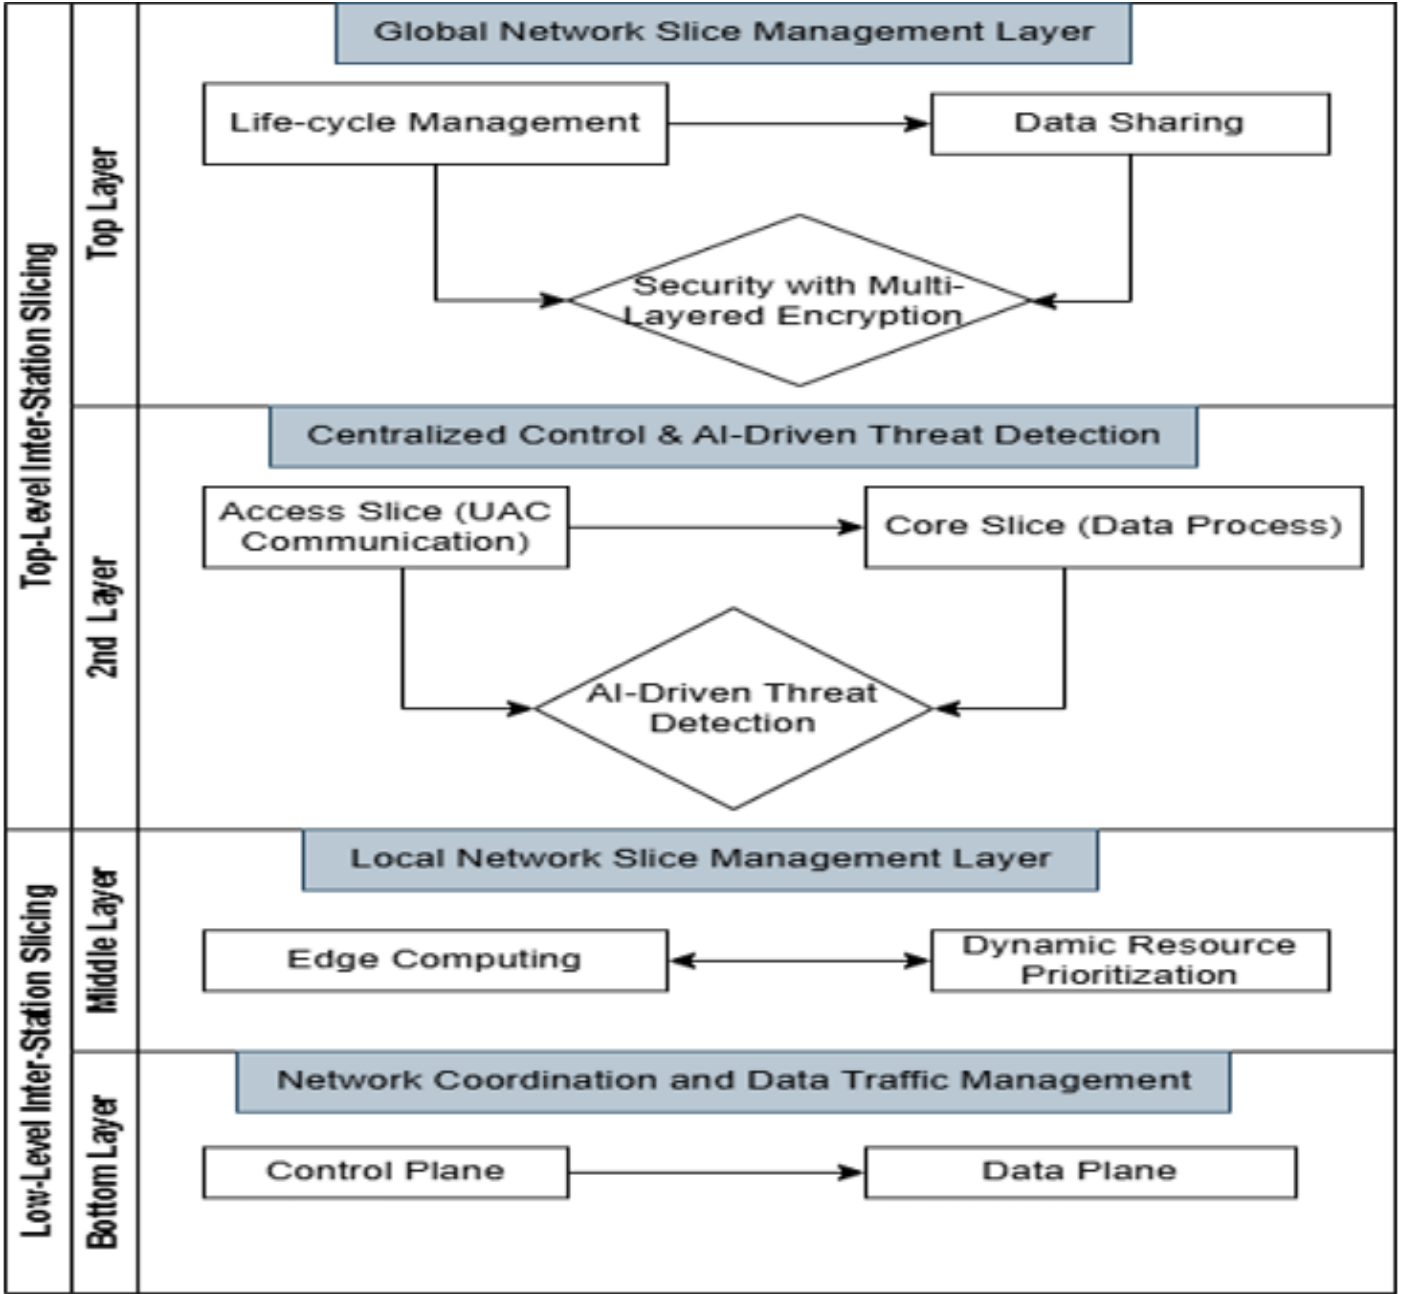 Top-Level Inter-Station Slicing
Top Layer
Global Network Slice Management Layer
Life-cycle Management
Data Sharing
Security with Multi-
Layered Encryption
2nd Layer
Centralized Control & AI-Driven Threat Detection
Access Slice (UAC
Communication)
Core Slice (Data Process)
AI-Driven Threat
Detection
Low-Level Inter-Station Slicing
Middle Layer
Local Network Slice Management Layer
Edge Computing
Dynamic Resource
Prioritization
Bottom Layer
Network Coordination and Data Traffic Management
Control Plane
Data Plane